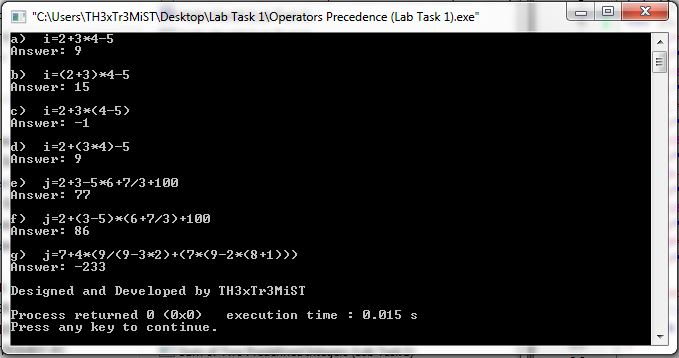 "C:\Users\TH3xTr3MiST\Desktop\Lab Task 1\Operators Precedence (Lab Task 1).exe"
a)  i=2+3*4-5
Answer: 9
b)  i=(2+3)*4-5
Answer: 15
c)  i=2+3*(4-5)
Answer: -1
d)  i=2+(3*4)-5
Answer: 9
e)  j=2+3-5*6+7/3+100
Answer: 77
f)  j=2+(3-5)*(6+7/3)+100
Answer: 86
g)  j=7+4*(9/(9-3*2)+(7*(9-2*(8+1)))
Answer: -233
Designed and Developed by TH3xTr3MiST
Process returned 0 (0x0)   execution time : 0.015 s
Press any key to continue.